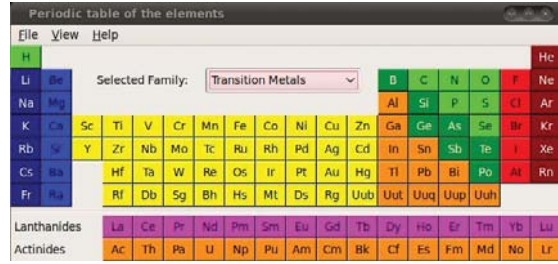 Periodic table of the elements
File View Help
H He
Li Be Selected Family: Transition Metals B C N O F Ne
Na Mg Al Si P S Cl Ar
K Ca Sc Ti V Cr Mn Fe Co Ni Cu Zn Ga Ge As Se Br Kr
Rb Sr Y Zr Nb Mo Tc Ru Rh Pd Ag Cd In Sn Sb Te I Xe
Cs Ba Hf Ta W Re Os Ir Pt Au Hg Tl Pb Bi Po At Rn
Fr Ra Rf Db Sg Bh Hs Mt Ds Rg Uub Uut Uuq Uup Uuh
Lanthanides La Ce Pr Nd Pm Sm Eu Gd Tb Dy Ho Er Tm Yb Lu
Actinides Ac Th Pa U Np Pu Am Cm Bk Cf Es Fm Md No Lr